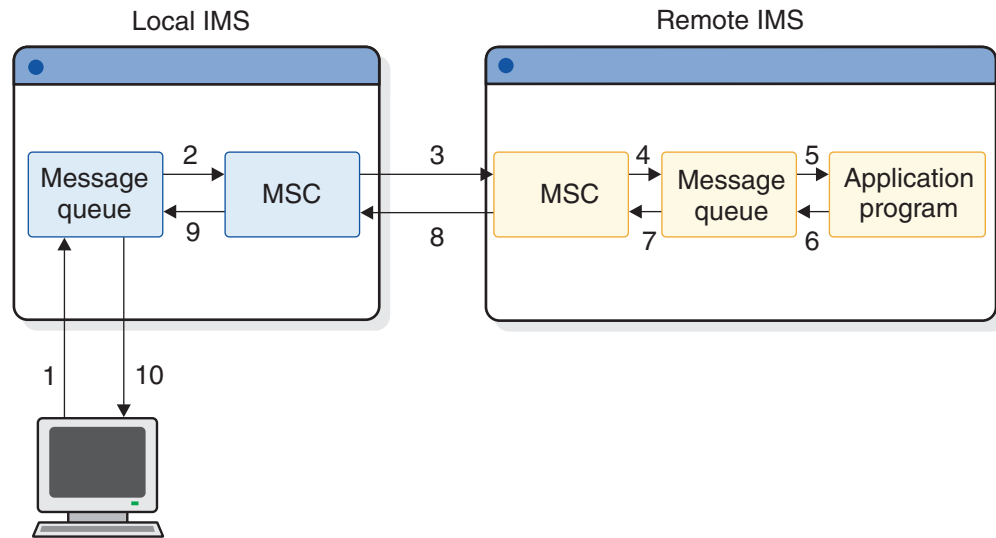 Local IMS
Remote IMS
2
3
4
5
Message
queue
MSC
MSC
Message
queue
Application
program
9
8
7
6
1
10